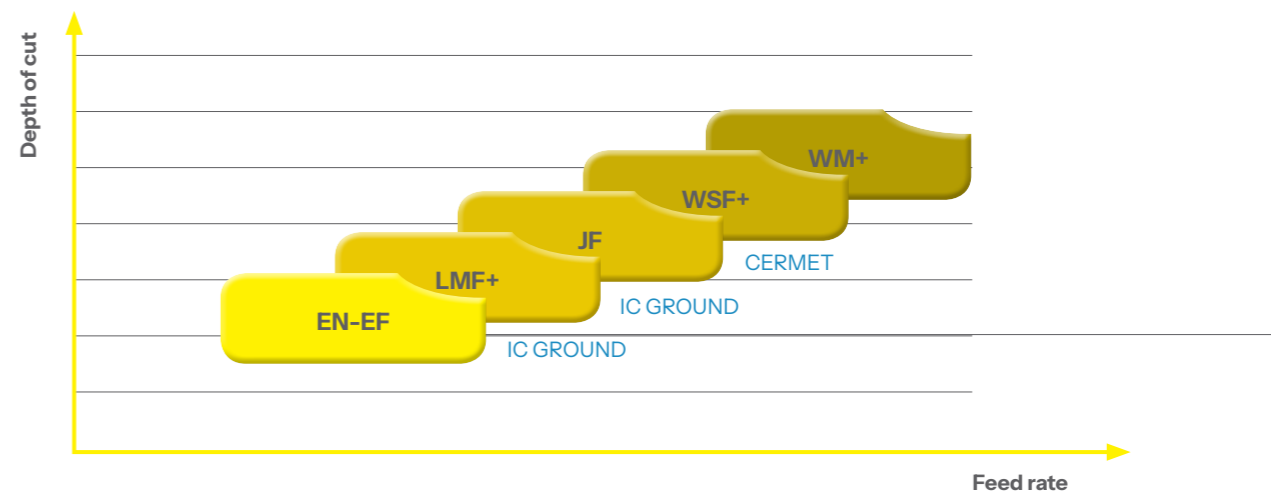 Depth of cut
WM+
WSF+
JF
CERMET
LMF+
IC GROUND
EN-EF
IC GROUND
Feed rate